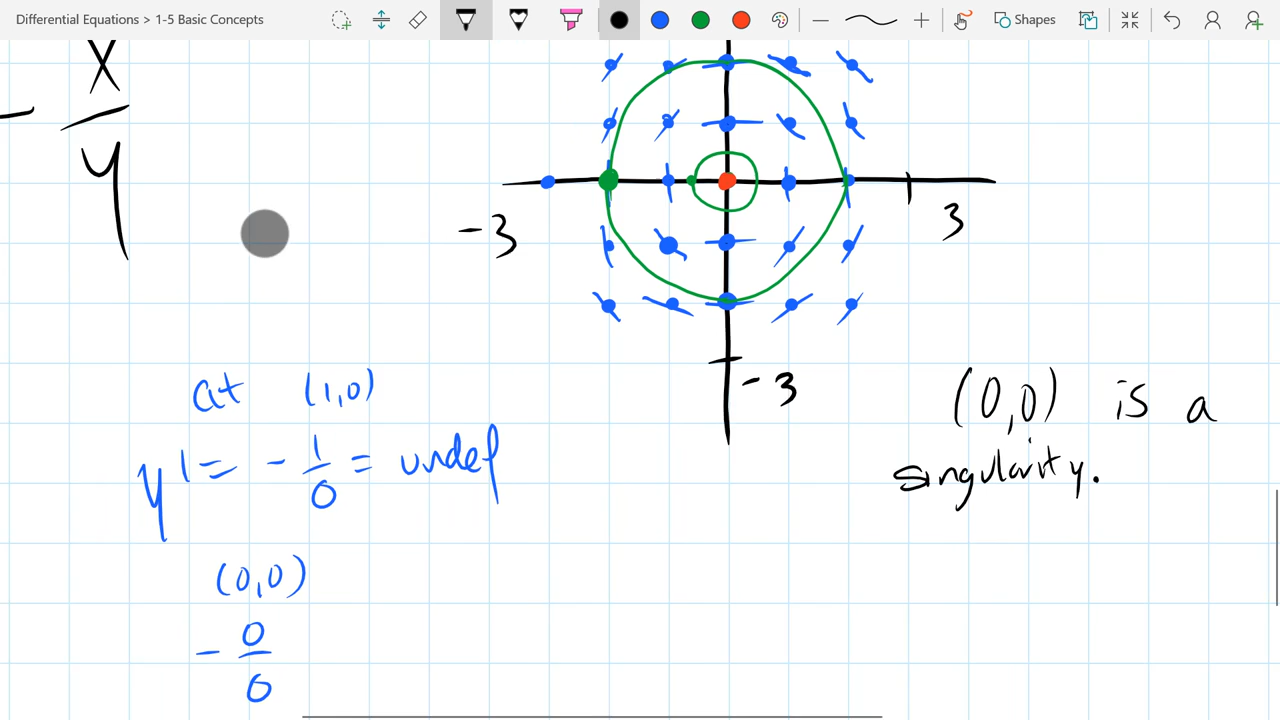 Differential Equations > 1-5 Basic Concepts
Shapes
- x
y
-3
3
-3
at (1,0)
y' = - 1/0 = undef
(0,0)
- 0/0
(0,0) is a
singularity.